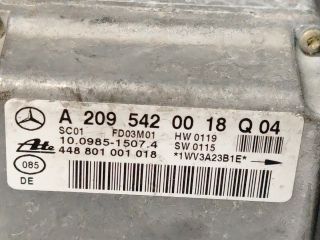 A 209 542 00 18 Q 04
SC01 FD03M01 HW 0119
Ate 10.0985-1507.4 SW 0115
448 801 001 018 *1WV3A23B1E*
085
DE